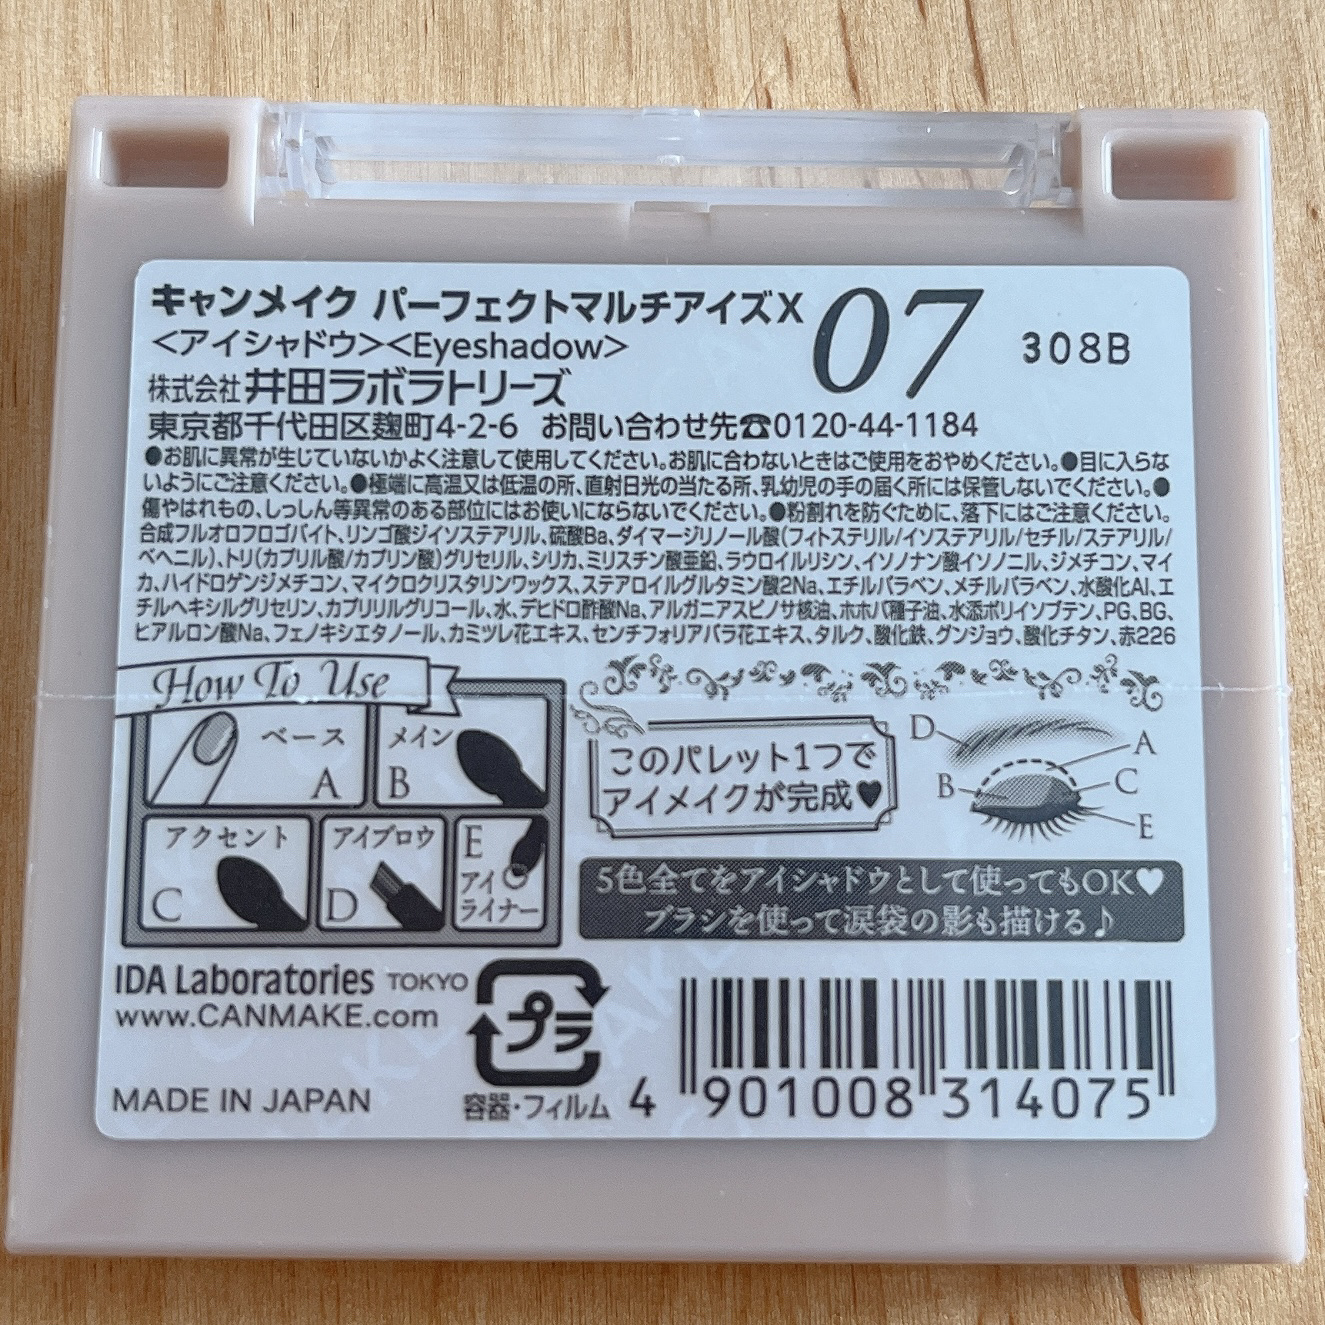 キャンメイク パーフェクトマルチアイズX 07 308B
<アイシャドウ><Eyeshadow>
株式会社 井田ラボラトリーズ
東京都千代田区麹町4-2-6 お問い合わせ先☎0120-44-1184
●お肌に異常が生じていないかよく注意して使用してください。お肌に合わないときはご使用をおやめください。●目に入らな
いようにご注意ください。●極端に高温又は低温の所、直射日光の当たる所、乳幼児の手の届く所には保管しないでください。●
傷やはれもの、しっしん等異常のある部位にはお使いにならないでください。●粉割れを防ぐために、落下にはご注意ください。
合成フルオロフロゴパイト、リンゴ酸ジイソステアリル、硫酸Ba、ダイマージリノール酸(フィトステリル/イソステアリル/セチル/ステアリル/
ベヘニル)、トリ(カプリル酸/カプリン酸)グリセリル、シリカ、ミリスチン酸亜鉛、ラウロイルリシン、イソノナン酸イソノニル、ジメチコン、マイ
カ、ハイドロゲンジメチコン、マイクロクリスタリンワックス、ステアロイルグルタミン酸2Na、エチルパラベン、メチルパラベン、水酸化Al、エ
チルヘキシルグリセリン、カプリリルグリコール、水、デヒドロ酢酸Na、アルガニアスピノサ核油、ホホバ種子油、水添ポリイソブテン、PG、BG、
ヒアルロン酸Na、フェノキシエタノール、カミツレ花エキス、センチフォリアバラ花エキス、タルク、酸化鉄、グンジョウ、酸化チタン、赤226
How To Use
ベース
A
メイン
B
アクセント
C
アイブロウ
D
E
アイ
ライナー
このパレット1つで
アイメイクが完成♥
D
A
B
C
E
5色全てをアイシャドウとして使ってもOK♥
ブラシを使って涙袋の影も描ける♪
IDA Laboratories TOKYO
www.CANMAKE.com
MADE IN JAPAN
プラ
容器・フィルム
4 901008 314075